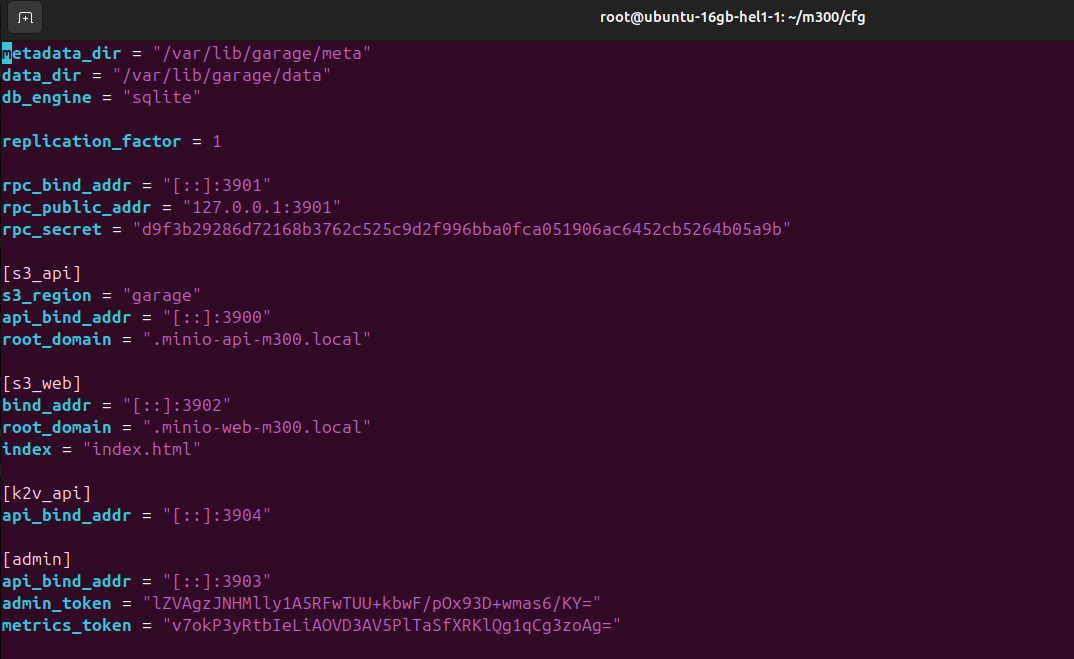 root@ubuntu-16gb-hel1-1: ~/m300/cfg
metadata_dir = "/var/lib/garage/meta"
data_dir = "/var/lib/garage/data"
db_engine = "sqlite"
replication_factor = 1
rpc_bind_addr = "[::]:3901"
rpc_public_addr = "127.0.0.1:3901"
rpc_secret = "d9f3b29286d72168b3762c525c9d2f996bba0fca051906ac6452cb5264b05a9b"
[s3_api]
s3_region = "garage"
api_bind_addr = "[::]:3900"
root_domain = ".minio-api-m300.local"
[s3_web]
bind_addr = "[::]:3902"
root_domain = ".minio-web-m300.local"
index = "index.html"
[k2v_api]
api_bind_addr = "[::]:3904"
[admin]
api_bind_addr = "[::]:3903"
admin_token = "lZVAgzJNHMlly1A5RFwTUU+kbwF/pOx93D+wmas6/KY="
metrics_token = "v7okP3yRtbIeLiAOVD3AV5PlTaSfXRKlQg1qCg3zoAg="